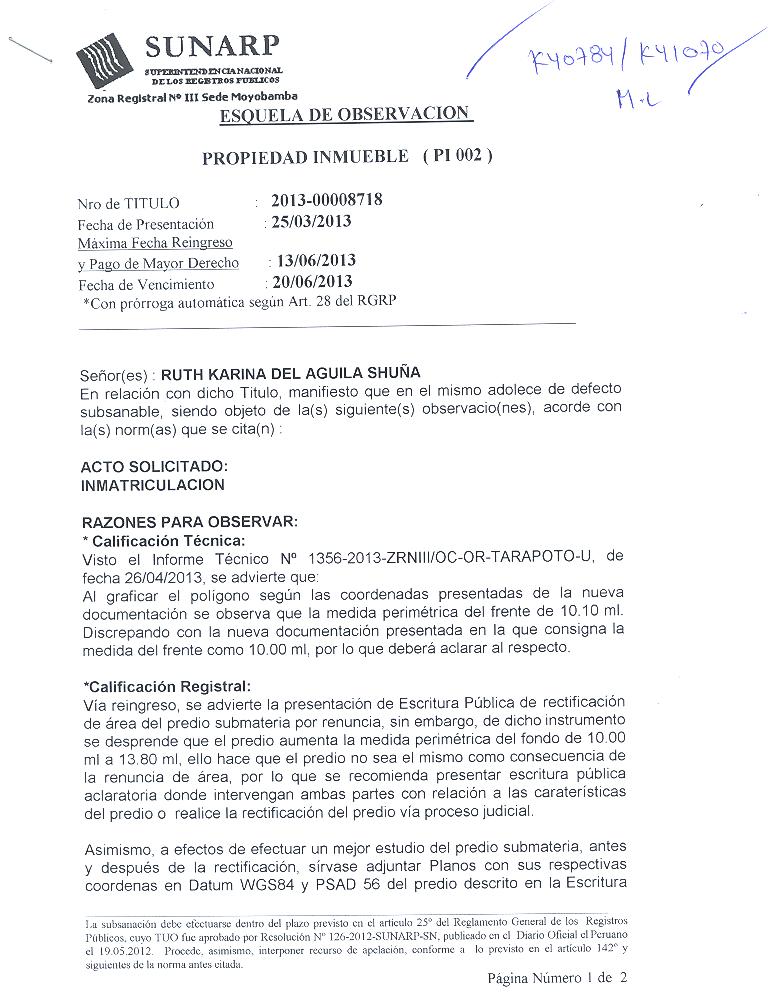 SUNARP
SUPERINTENDENCIA NACIONAL
DE LOS REGISTROS PUBLICOS
Zona Registral Nº III Sede Moyobamba
K40784 / K41070
M.L
ESQUELA DE OBSERVACION
PROPIEDAD INMUEBLE ( PI 002 )
Nro de TITULO : 2013-00008718
Fecha de Presentación : 25/03/2013
Máxima Fecha Reingreso
y Pago de Mayor Derecho : 13/06/2013
Fecha de Vencimiento : 20/06/2013
*Con prórroga automática según Art. 28 del RGRP
Señor(es) : RUTH KARINA DEL AGUILA SHUÑA
En relación con dicho Titulo, manifiesto que en el mismo adolece de defecto
subsanable, siendo objeto de la(s) siguiente(s) observacio(nes), acorde con
la(s) norm(as) que se cita(n) :
ACTO SOLICITADO:
INMATRICULACION
RAZONES PARA OBSERVAR:
* Calificación Técnica:
Visto el Informe Técnico Nº 1356-2013-ZRNIII/OC-OR-TARAPOTO-U, de
fecha 26/04/2013, se advierte que:
Al graficar el polígono según las coordenadas presentadas de la nueva
documentación se observa que la medida perimétrica del frente de 10.10 ml.
Discrepando con la nueva documentación presentada en la que consigna la
medida del frente como 10.00 ml, por lo que deberá aclarar al respecto.
*Calificación Registral:
Vía reingreso, se advierte la presentación de Escritura Pública de rectificación
de área del predio submateria por renuncia, sin embargo, de dicho instrumento
se desprende que el predio aumenta la medida perimétrica del fondo de 10.00
ml a 13.80 ml, ello hace que el predio no sea el mismo como consecuencia de
la renuncia de área, por lo que se recomienda presentar escritura pública
aclaratoria donde intervengan ambas partes con relación a las caraterísticas
del predio o realice la rectificación del predio vía proceso judicial.
Asimismo, a efectos de efectuar un mejor estudio del predio submateria, antes
y después de la rectificación, sírvase adjuntar Planos con sus respectivas
coordenas en Datum WGS84 y PSAD 56 del predio descrito en la Escritura
La subsanación debe efectuarse dentro del plazo previsto en el articulo 25° del Reglamento General de los Registros
Públicos, cuyo TUO fue aprobado por Resolución N° 126-2012-SUNARP-SN, publicado en el Diario Oficial el Peruano
el 19.05.2012. Procede, asimismo, interponer recurso de apelación, conforme a lo previsto en el artículo 142° y
siguientes de la norma antes citada.
Página Número 1 de 2